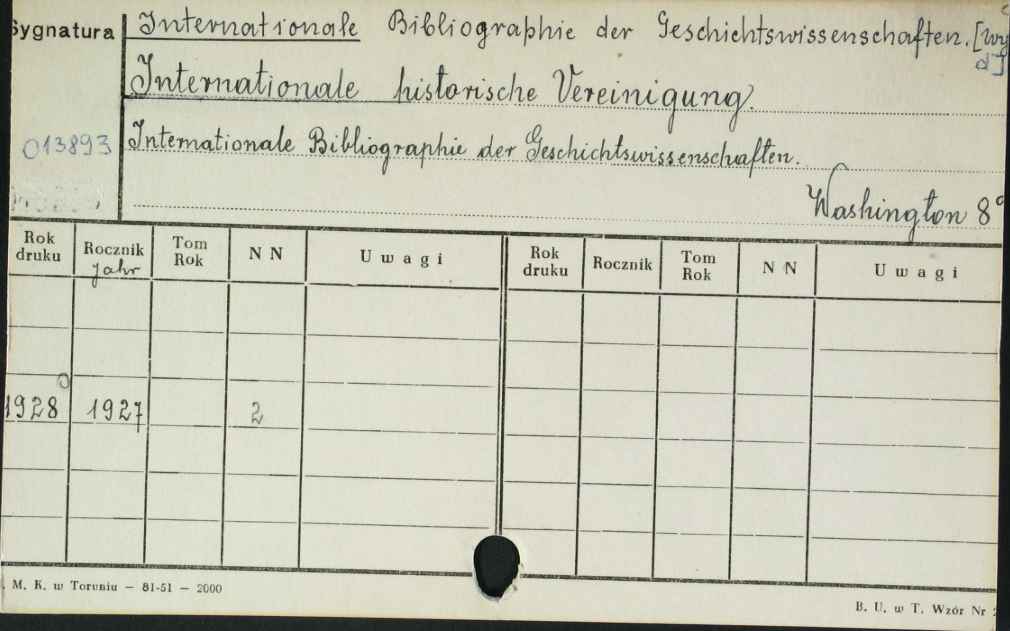 Sygnatura Internationale Bibliographie der Geschichtswissenschaften. [wy
d]
Internationale historische Vereinigung.
013893 Internationale Bibliographie der Geschichtswissenschaften.
Washington 8°
Rok druku Rocznik Tom Rok N N Uwagi Rok druku Rocznik Tom Rok N N Uwagi
Jahr
1928 1927 2
M. K. w Toruniu — 81-51 — 2000
B. U. w T. Wzór Nr